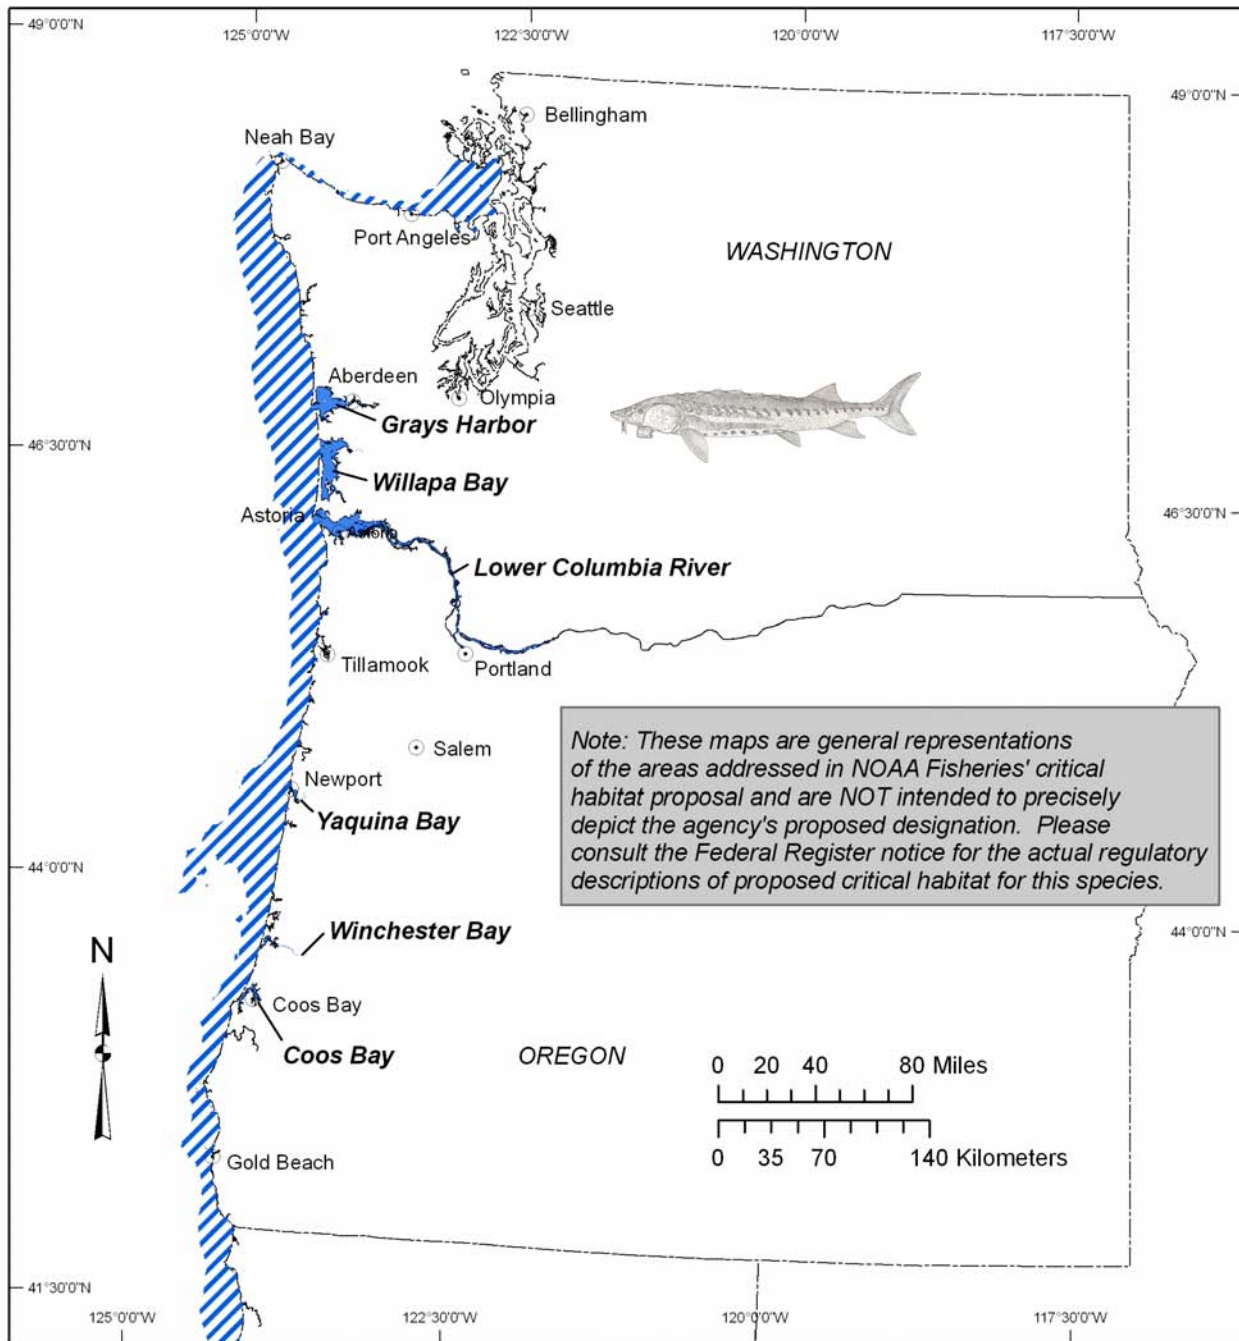 49°0'0"N
125°0'0"W
122°30'0"W
120°0'0"W
117°30'0"W
49°0'0"N
Bellingham
Neah Bay
Port Angeles
WASHINGTON
Seattle
Aberdeen
Olympia
Grays Harbor
46°30'0"N
Willapa Bay
Astoria
46°30'0"N
Astoria
Lower Columbia River
Tillamook
Portland
Salem
Note: These maps are general representations
of the areas addressed in NOAA Fisheries' critical
habitat proposal and are NOT intended to precisely
depict the agency's proposed designation. Please
consult the Federal Register notice for the actual regulatory
descriptions of proposed critical habitat for this species.
Newport
Yaquina Bay
44°0'0"N
Winchester Bay
44°0'0"N
N
Coos Bay
Coos Bay
OREGON
0 20 40 80 Miles
0 35 70 140 Kilometers
Gold Beach
41°30'0"N
125°0'0"W
122°30'0"W
120°0'0"W
117°30'0"W